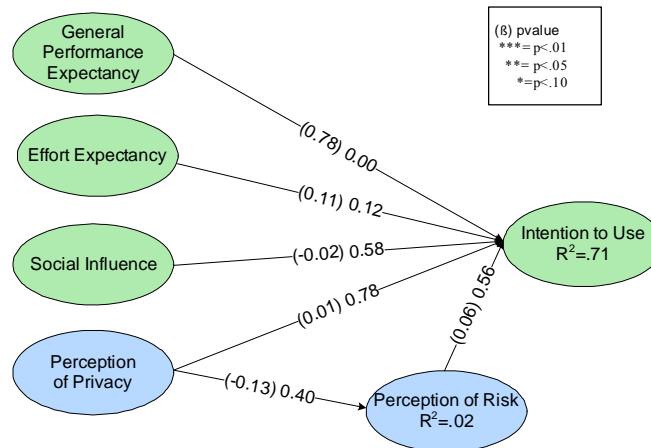 General
Performance
Expectancy
(ß) pvalue
***= p<.01
**= p<.05
*=p<.10
(0.78) 0.00
Effort Expectancy
(0.11) 0.12
Intention to Use
R²=.71
Social Influence
(-0.02) 0.58
(0.01) 0.78
(0.06) 0.56
Perception
of Privacy
(-0.13) 0.40
Perception of Risk
R²=.02